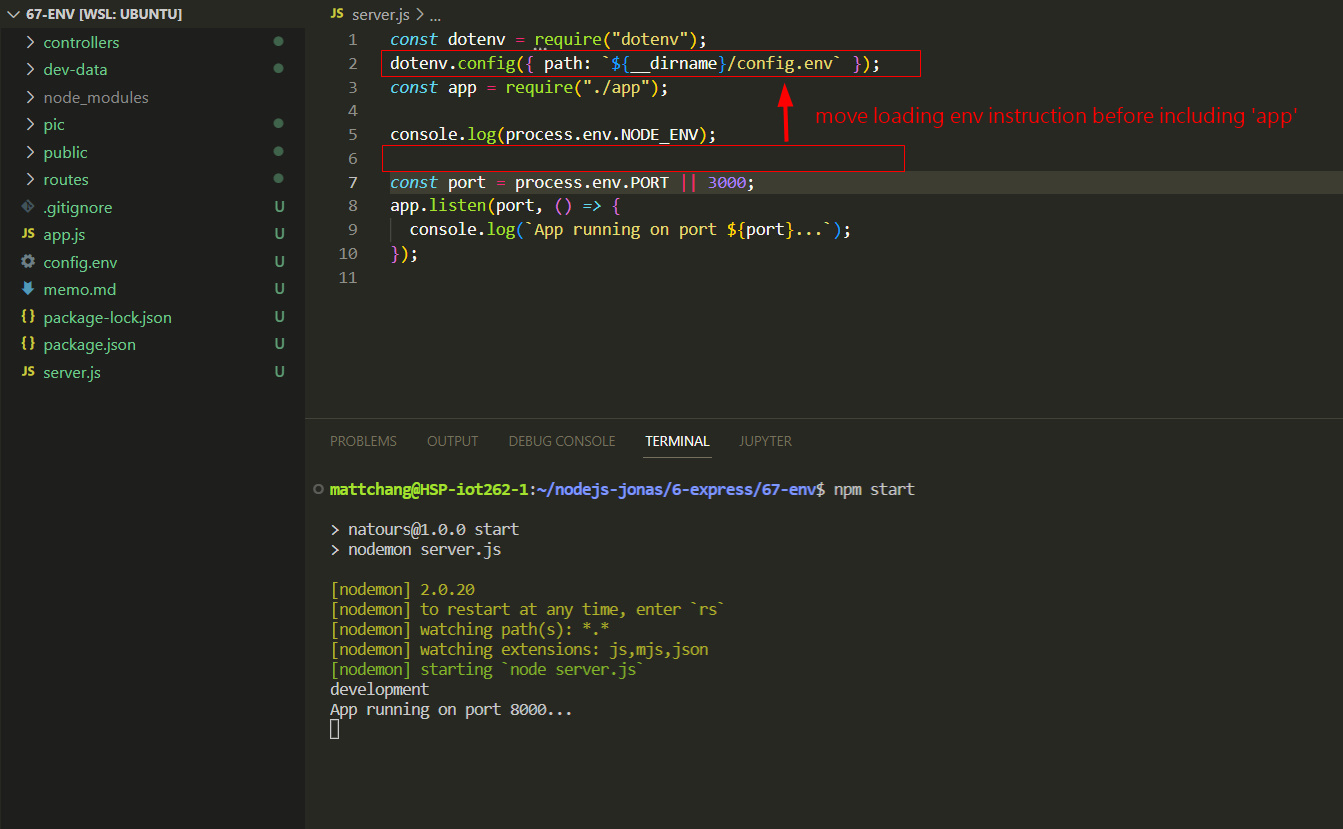 67-ENV [WSL: UBUNTU]
controllers
dev-data
node_modules
pic
public
routes
.gitignore U
JS app.js U
config.env U
memo.md U
{} package-lock.json U
{} package.json U
JS server.js U
JS server.js > ...
1 const dotenv = require("dotenv");
2 dotenv.config({ path: `${__dirname}/config.env` });
3 const app = require("./app");
4
5 console.log(process.env.NODE_ENV);
6
7 const port = process.env.PORT || 3000;
8 app.listen(port, () => {
9 console.log(`App running on port ${port}...`);
10 });
11
move loading env instruction before including 'app'
PROBLEMS OUTPUT DEBUG CONSOLE TERMINAL JUPYTER
mattchang@HSP-iot262-1:~/nodejs-jonas/6-express/67-env$ npm start
> natours@1.0.0 start
> nodemon server.js
[nodemon] 2.0.20
[nodemon] to restart at any time, enter `rs`
[nodemon] watching path(s): *.*
[nodemon] watching extensions: js,mjs,json
[nodemon] starting `node server.js`
development
App running on port 8000...